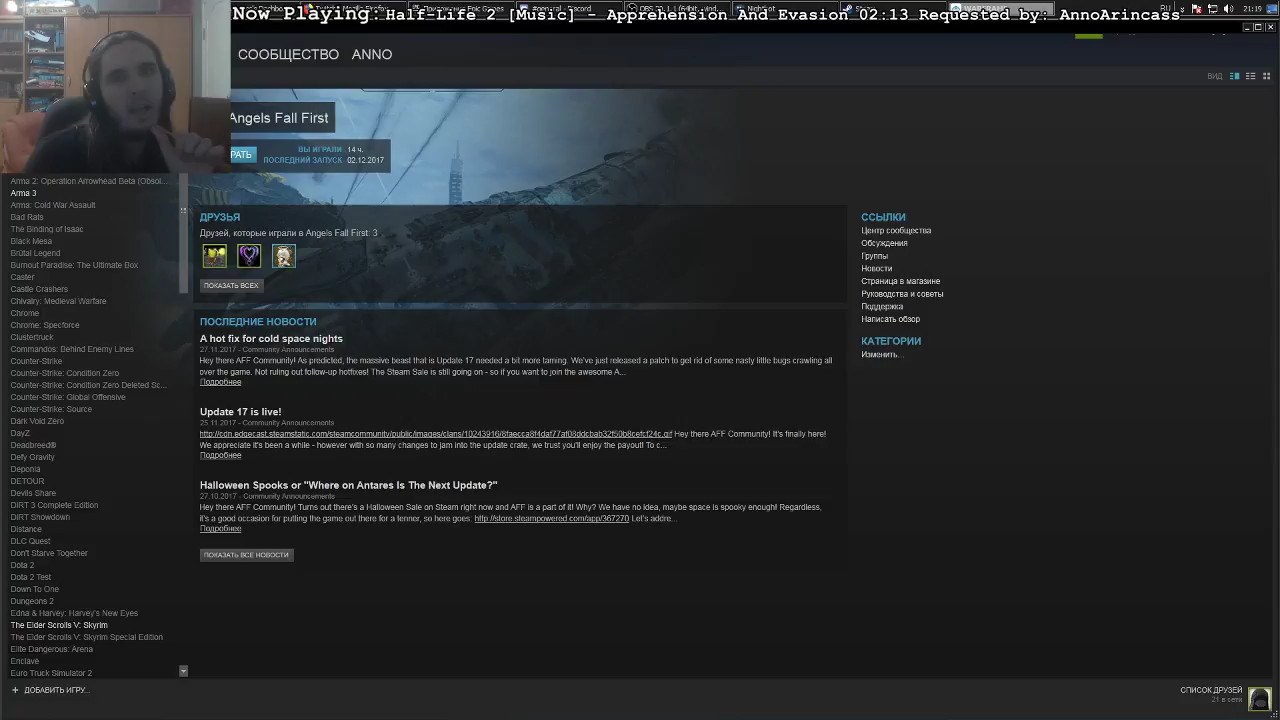 Now Playing: Half-Life 2 [Music] - Apprehension And Evasion 02:13 Requested by: AnnoArincass
RU
21:19
СООБЩЕСТВО ANNO
ВИД
Angels Fall First
РАТЬ
ВЫ ИГРАЛИ 14 ч.
ПОСЛЕДНИЙ ЗАПУСК 02.12.2017
Arma 2: Operation Arrowhead Beta (Obsol...
Arma 3
Arma: Cold War Assault
Bad Rats
The Binding of Isaac
Black Mesa
Brütal Legend
Burnout Paradise: The Ultimate Box
Caster
Castle Crashers
Chivalry: Medieval Warfare
Chrome
Chrome: Specforce
Clustertruck
Commandos: Behind Enemy Lines
Counter-Strike
Counter-Strike: Condition Zero
Counter-Strike: Condition Zero Deleted Sc...
Counter-Strike: Global Offensive
Counter-Strike: Source
Dark Void Zero
DayZ
Deadbreed®
Defy Gravity
Deponia
DETOUR
Devils Share
DiRT 3 Complete Edition
DiRT Showdown
Distance
DLC Quest
Don't Starve Together
Dota 2
Dota 2 Test
Down To One
Dungeons 2
Edna & Harvey: Harvey's New Eyes
The Elder Scrolls V: Skyrim
The Elder Scrolls V: Skyrim Special Edition
Elite Dangerous: Arena
Enclave
Euro Truck Simulator 2
+ ДОБАВИТЬ ИГРУ...
ДРУЗЬЯ
Друзей, которые играли в Angels Fall First: 3
ПОКАЗАТЬ ВСЕХ
ПОСЛЕДНИЕ НОВОСТИ
A hot fix for cold space nights
27.11.2017 - Community Announcements
Hey there AFF Community! As predicted, the massive beast that is Update 17 needed a bit more taming. We've just released a patch to get rid of some nasty little bugs crawling all
over the game. Not ruling out follow-up hotfixes! The Steam Sale is still going on - so if you want to join the awesome A...
Подробнее
Update 17 is live!
25.11.2017 - Community Announcements
Hey there AFF Community! It's finally here!
We appreciate it's been a while - however with so many changes to jam into the update crate, we trust you'll enjoy the payout! To c...
Подробнее
Halloween Spooks or "Where on Antares Is The Next Update?"
27.10.2017 - Community Announcements
Hey there AFF Community! Turns out there's a Halloween Sale on Steam right now and AFF is a part of it! Why? We have no idea, maybe space is spooky enough! Regardless,
it's a good occasion for putting the game out there for a tenner, so here goes: http://store.steampowered.com/app/367270 Let's addre...
Подробнее
ПОКАЗАТЬ ВСЕ НОВОСТИ
ССЫЛКИ
Центр сообщества
Обсуждения
Группы
Новости
Страница в магазине
Руководства и советы
Поддержка
Написать обзор
КАТЕГОРИИ
Изменить...
СПИСОК ДРУЗЕЙ
21 в сети